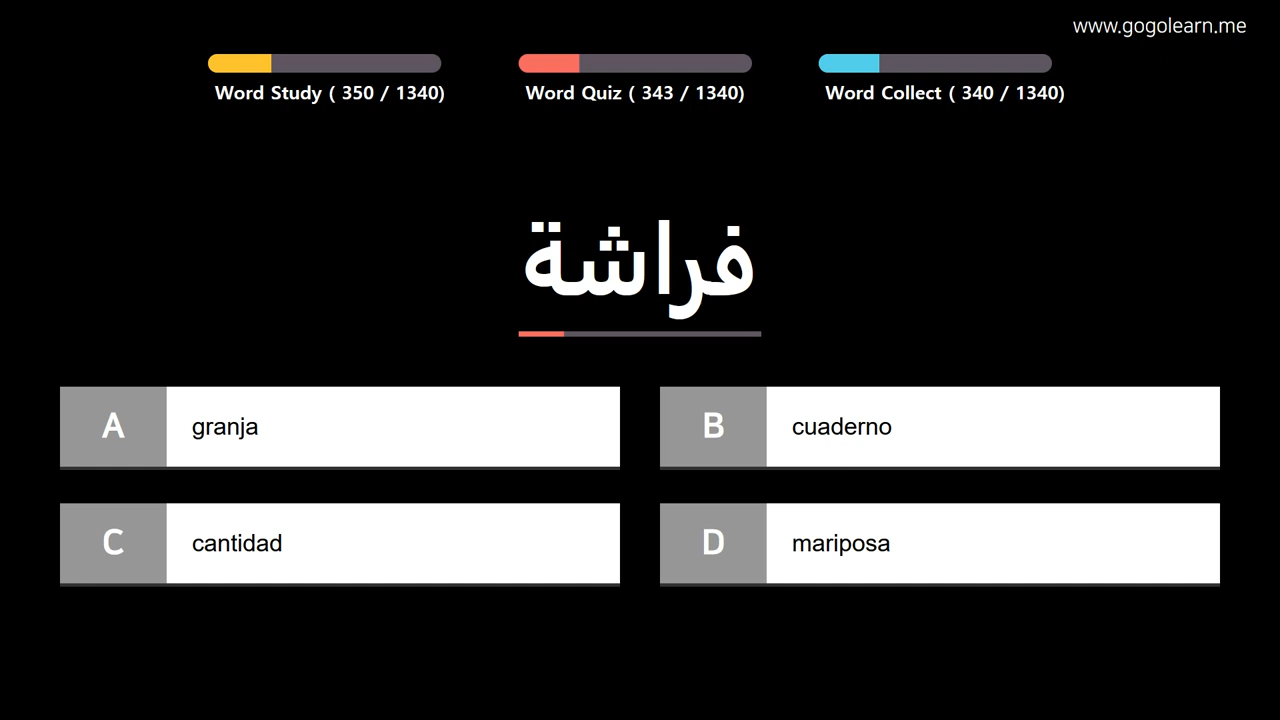 www.gogolearn.me
Word Study ( 350 / 1340)
Word Quiz ( 343 / 1340)
Word Collect ( 340 / 1340)
فراشة
A granja
B cuaderno
C cantidad
D mariposa